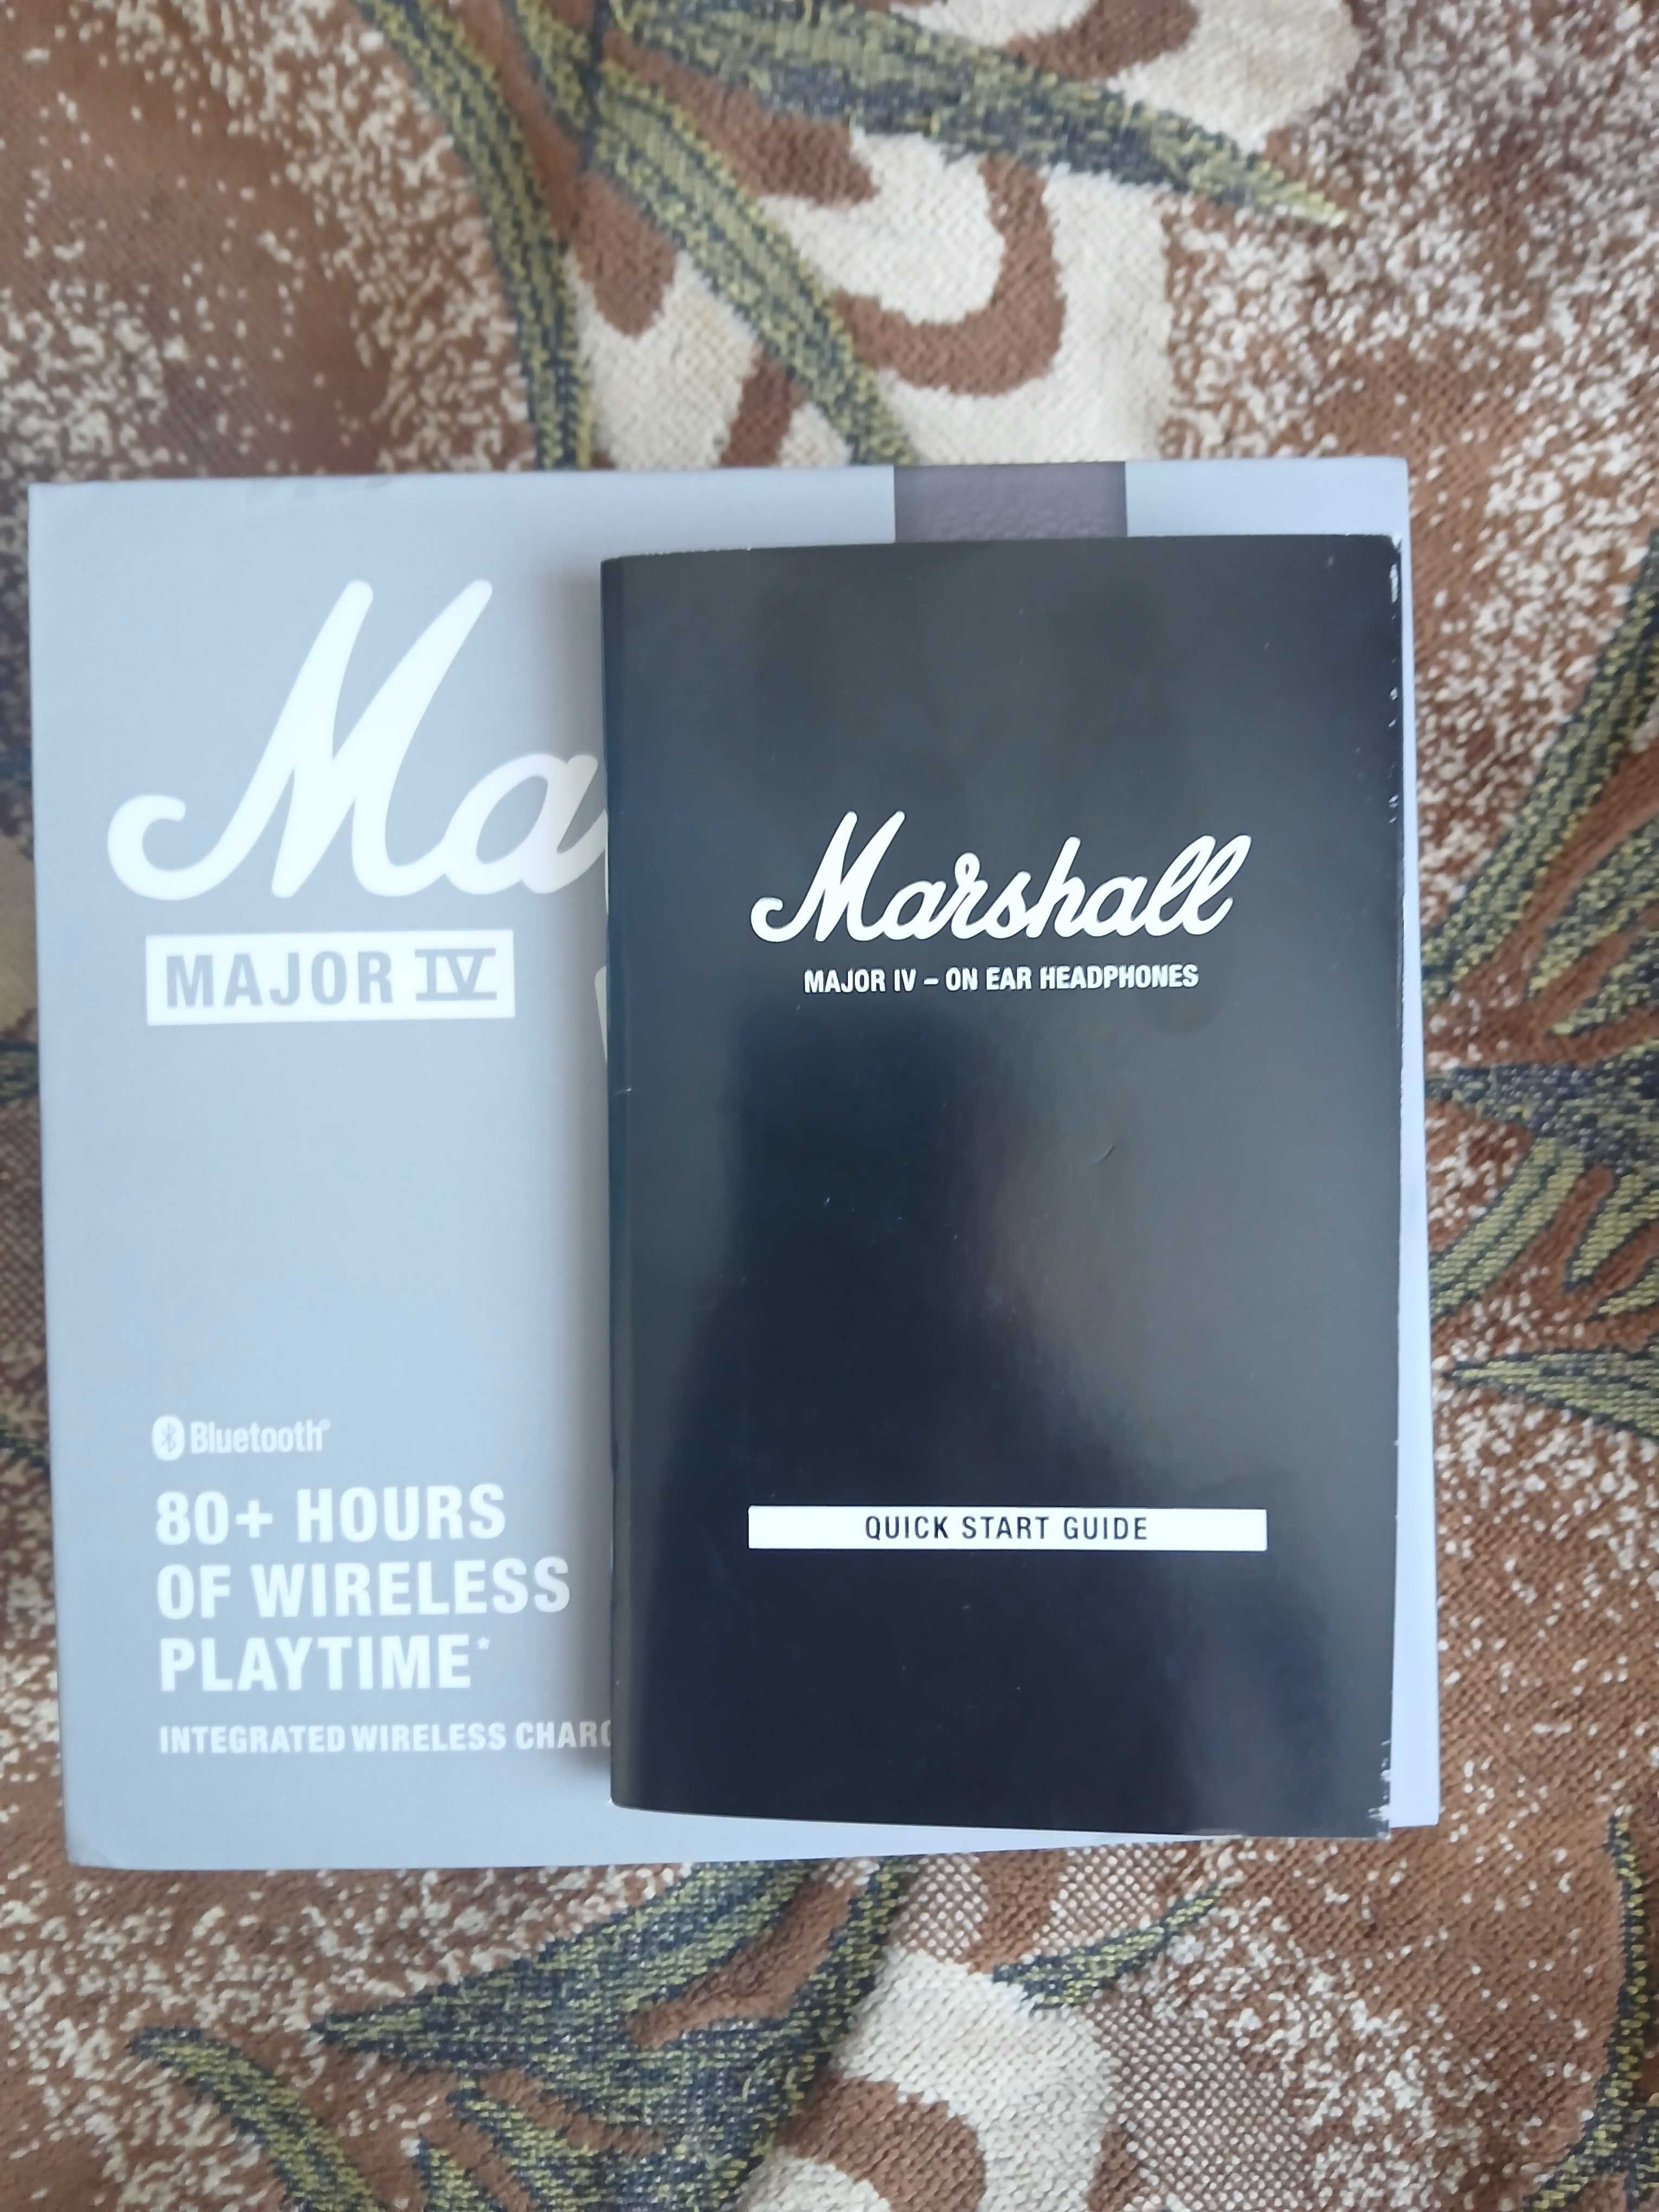 Ma
MAJOR IV
Bluetooth®
80+ HOURS
OF WIRELESS
PLAYTIME*
INTEGRATED WIRELESS
Marshall
MAJOR IV – ON EAR HEADPHONES
QUICK START GUIDE